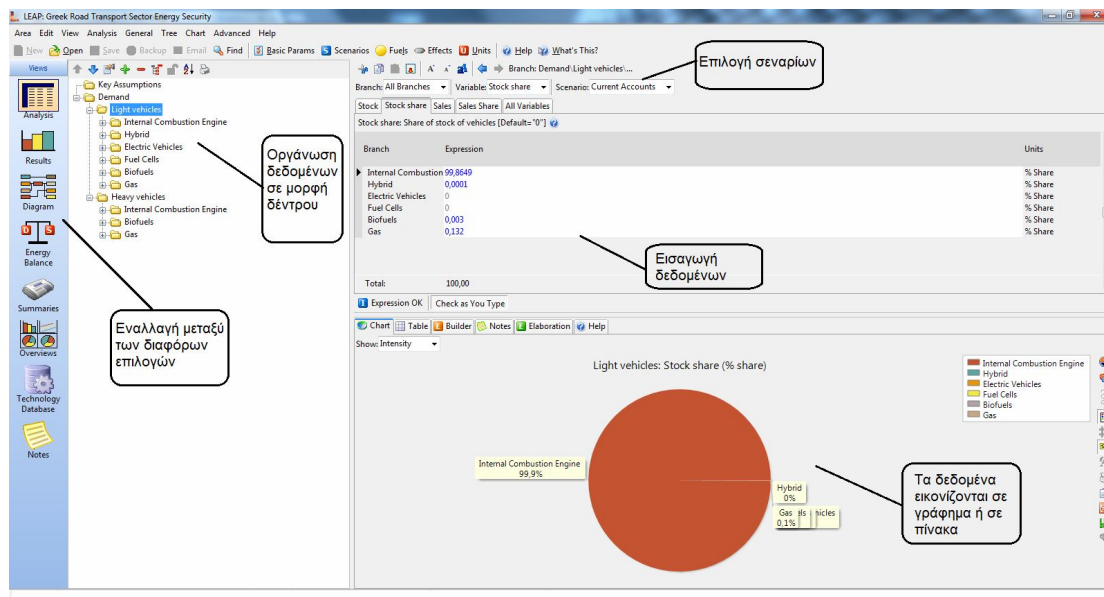 LEAP: Greek Road Transport Sector Energy Security
Area Edit View Analysis General Tree Chart Advanced Help
New Open Save Backup Email Find Basic Params Scenarios Fuels Effects Units Help What's This?
Views
Analysis
Results
Diagram
Energy
Balance
Summaries
Overviews
Technology
Database
Notes
Key Assumptions
Demand
Light vehicles
Internal Combustion Engine
Hybrid
Electric Vehicles
Fuel Cells
Biofuels
Gas
Heavy vehicles
Internal Combustion Engine
Biofuels
Gas
Οργάνωση
δεδομένων
σε μορφή
δέντρου
Εναλλαγή μεταξύ
των διαφόρων
επιλογών
Branch: Demand\Light vehicles\...
Επιλογή σεναρίων
Branch: All Branches Variable: Stock share Scenario: Current Accounts
Stock Stock share Sales Sales Share All Variables
Stock share: Share of stock of vehicles [Default="0"]
Branch Expression Units
Internal Combustion 99,8649 % Share
Hybrid 0,0001 % Share
Electric Vehicles 0 % Share
Fuel Cells 0 % Share
Biofuels 0,003 % Share
Gas 0,132 % Share
Εισαγωγή
δεδομένων
Total: 100,00
Expression OK Check as You Type
Chart Table Builder Notes Elaboration Help
Show: Intensity
Light vehicles: Stock share (% share)
Internal Combustion Engine
Hybrid
Electric Vehicles
Fuel Cells
Biofuels
Gas
Internal Combustion Engine
99,9%
Hybrid
0%
Gas
0,1%
Τα δεδομένα
εικονίζονται σε
γράφημα ή σε
πίνακα